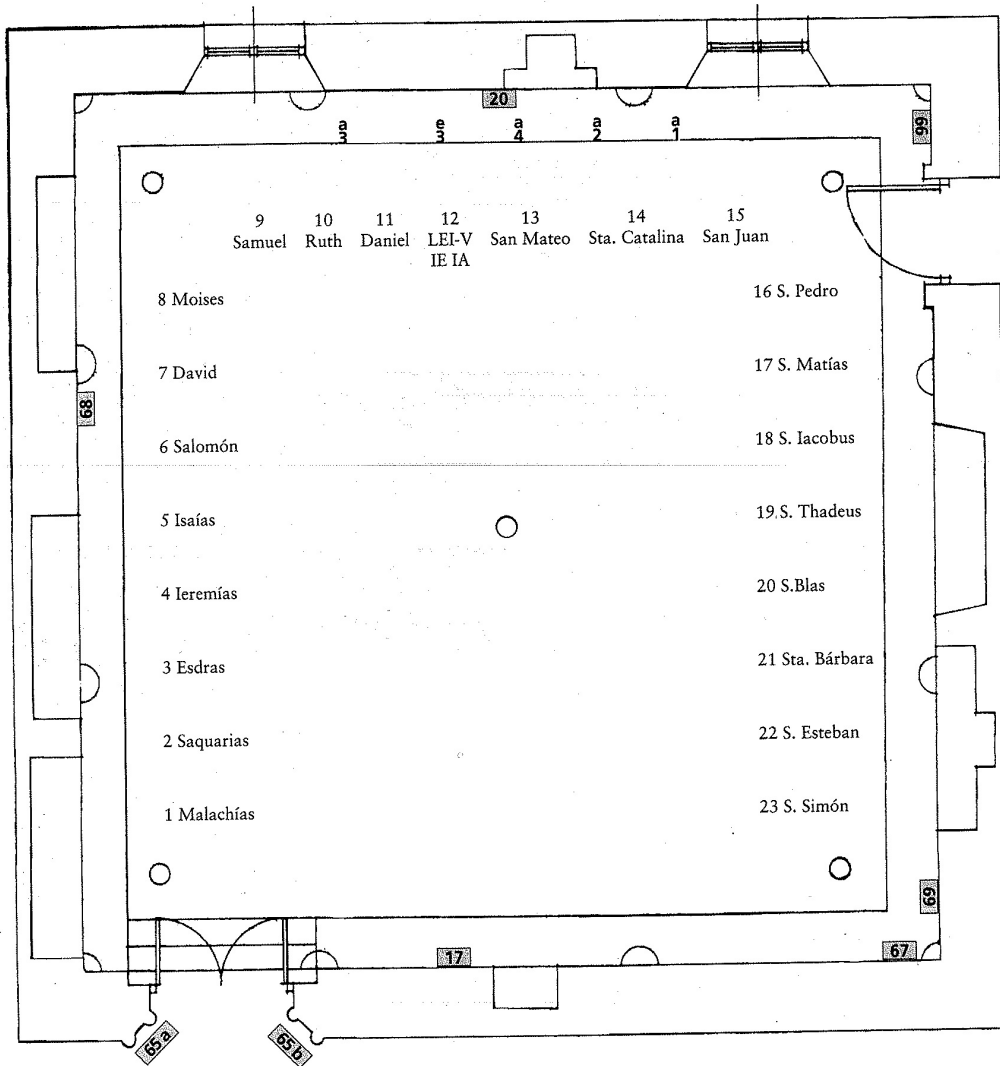 20
a
3
e
3
a
4
a
2
a
1
66
9
Samuel
10
Ruth
11
Daniel
12
LEI-V
IE IA
13
San Mateo
14
Sta. Catalina
15
San Juan
8 Moises
16 S. Pedro
7 David
17 S. Matías
68
6 Salomón
18 S. Iacobus
5 Isaías
19 S. Thadeus
4 Ieremías
20 S.Blas
3 Esdras
21 Sta. Bárbara
2 Saquarias
22 S. Esteban
1 Malachías
23 S. Simón
69
17
67
65 a
65 b